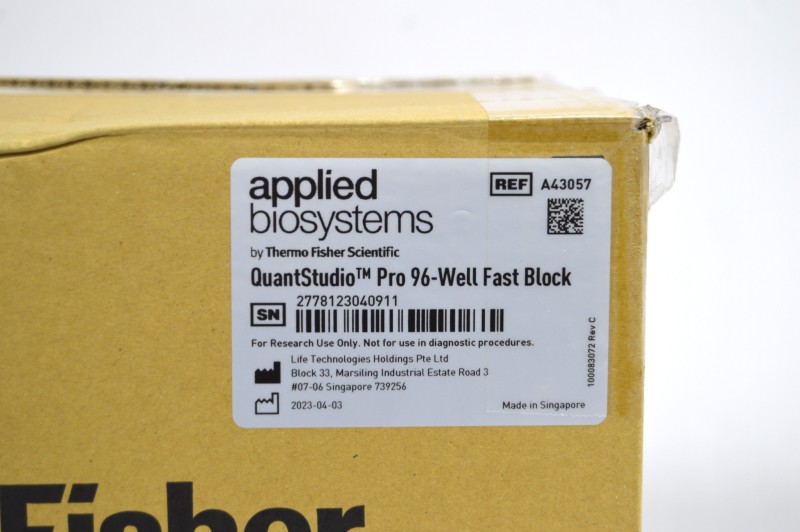 applied
biosystems
by Thermo Fisher Scientific
REF A43057
QuantStudio™ Pro 96-Well Fast Block
SN 2778123040911
For Research Use Only. Not for use in diagnostic procedures.
Life Technologies Holdings Pte Ltd
Block 33, Marsiling Industrial Estate Road 3
#07-06 Singapore 739256
2023-04-03
Made in Singapore
100083072 Rev C
Fisher